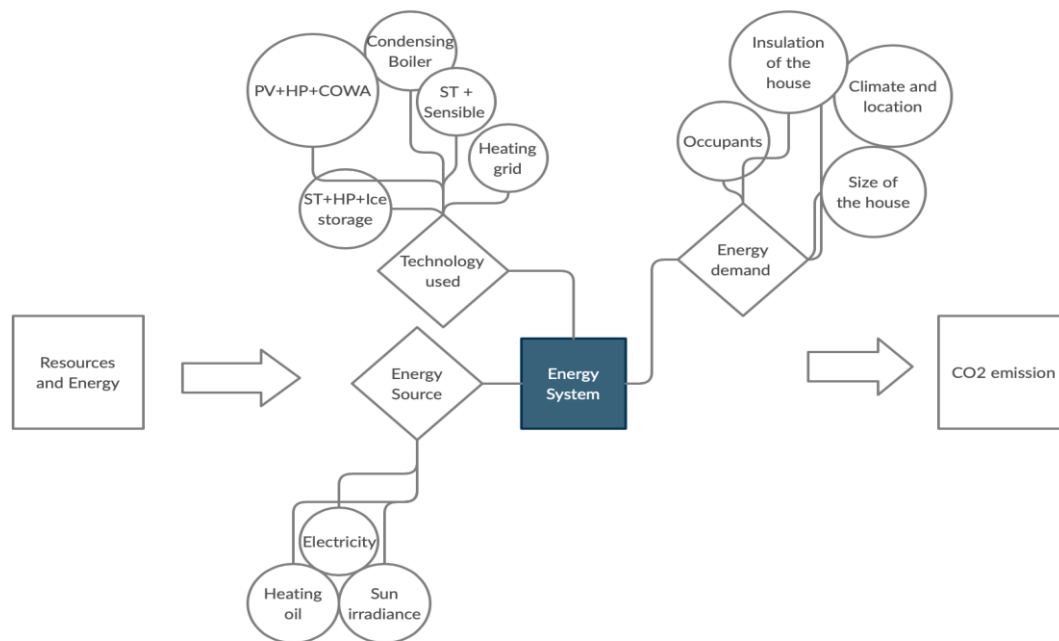 Condensing
Boiler
PV+HP+COWA
ST +
Sensible
Heating
grid
ST+HP+Ice
storage
Technology
used
Insulation
of the
house
Climate and
location
Occupants
Size of
the house
Energy
demand
Resources
and Energy
Energy
Source
Energy
System
CO2 emission
Electricity
Heating
oil
Sun
irradiance